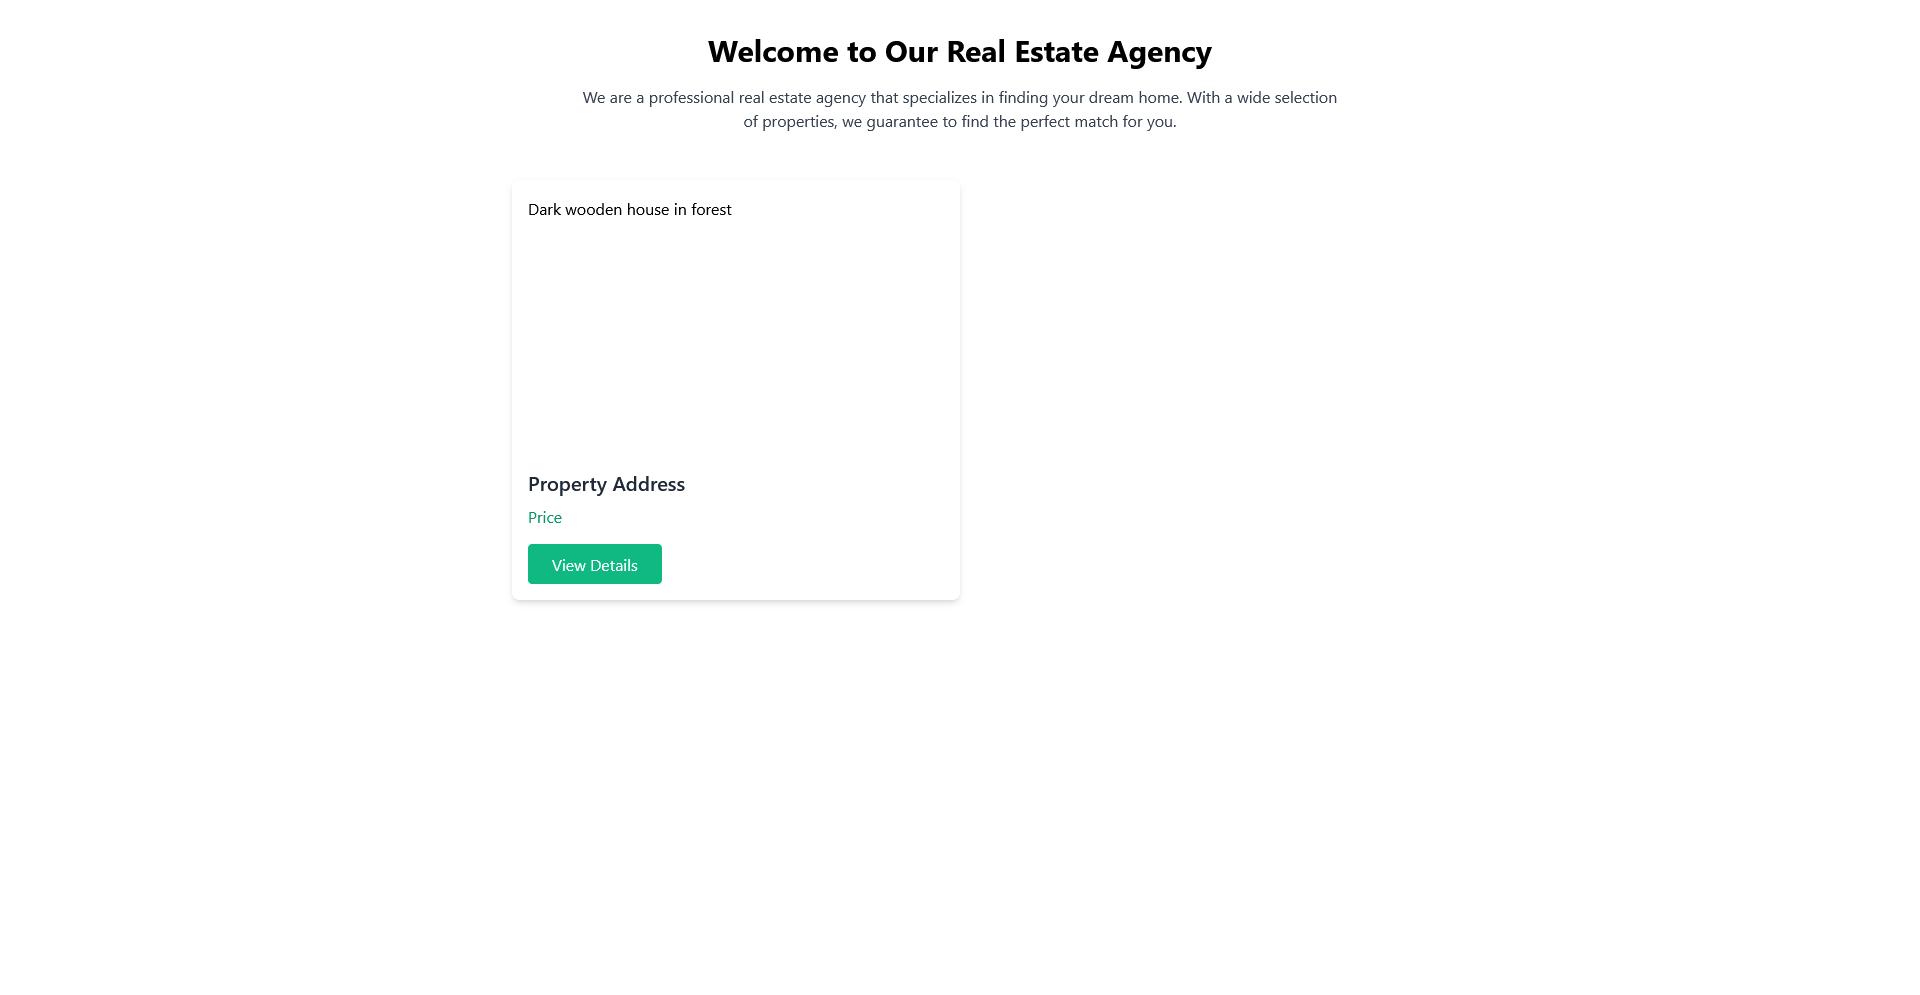 Welcome to Our Real Estate Agency
We are a professional real estate agency that specializes in finding your dream home. With a wide selection
of properties, we guarantee to find the perfect match for you.
Dark wooden house in forest
Property Address
Price
View Details